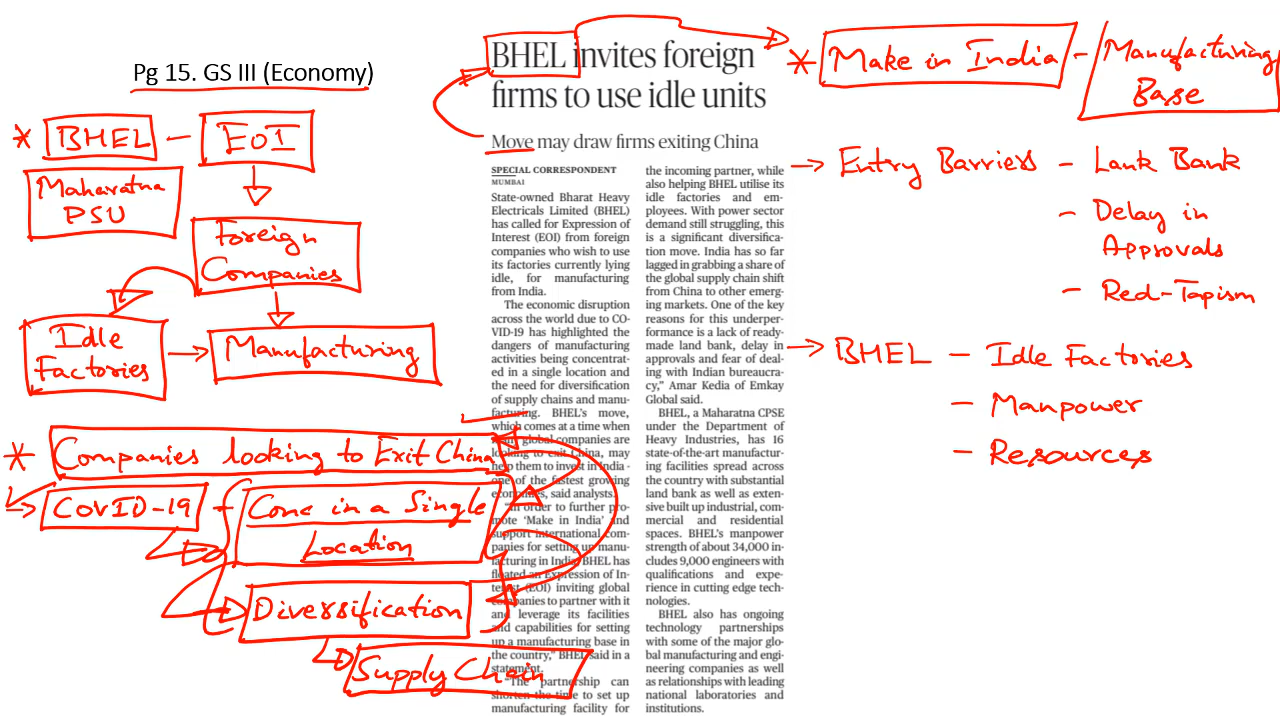 Pg 15. GS III (Economy)
* BHEL - EOI
Maharatna
PSU
Foreign
Companies
Idle
Factories
Manufacturing
* Companies looking to Exit China
COVID-19 - Conc in a Single
Location
Diversification
Supply Chain
BHEL invites foreign
firms to use idle units
Move may draw firms exiting China
SPECIAL CORRESPONDENT
MUMBAI
State-owned Bharat Heavy
Electricals Limited (BHEL)
has called for Expression of
Interest (EOI) from foreign
companies who wish to use
its factories currently lying
idle, for manufacturing
from India.
The economic disruption
across the world due to CO-
VID-19 has highlighted the
dangers of manufacturing
activities being concentrat-
ed in a single location and
the need for diversification
of supply chains and manu-
facturing. BHEL's move,
which comes at a time when
many global companies are
looking to exit China, may
help them to invest in India -
one of the fastest growing
economies, said analysts.
"In order to further pro-
mote 'Make in India' and
support international com-
panies for setting up manu-
facturing in India, BHEL has
floated an Expression of In-
terest (EOI) inviting global
companies to partner with it
and leverage its facilities
and capabilities for setting
up a manufacturing base in
the country," BHEL said in a
statement.
"The partnership can
shorten the time to set up
manufacturing facility for
the incoming partner, while
also helping BHEL utilise its
idle factories and em-
ployees. With power sector
demand still struggling, this
is a significant diversifica-
tion move. India has so far
lagged in grabbing a share of
the global supply chain shift
from China to other emerg-
ing markets. One of the key
reasons for this underper-
formance is a lack of ready-
made land bank, delay in
approvals and fear of deal-
ing with Indian bureaucra-
cy," Amar Kedia of Emkay
Global said.
BHEL, a Maharatna CPSE
under the Department of
Heavy Industries, has 16
state-of-the-art manufactur-
ing facilities spread across
the country with substantial
land bank as well as exten-
sive built up industrial, com-
mercial and residential
spaces. BHEL's manpower
strength of about 34,000 in-
cludes 9,000 engineers with
qualifications and expe-
rience in cutting edge tech-
nologies.
BHEL also has ongoing
technology partnerships
with some of the major glo-
bal manufacturing and engi-
neering companies as well
as relationships with leading
national laboratories and
institutions.
* Make in India - Manufacturing
Base
→ Entry Barriers - Lank Bank
- Delay in
Approvals
- Red-Tapism
→ BHEL - Idle Factories
- Manpower
- Resources